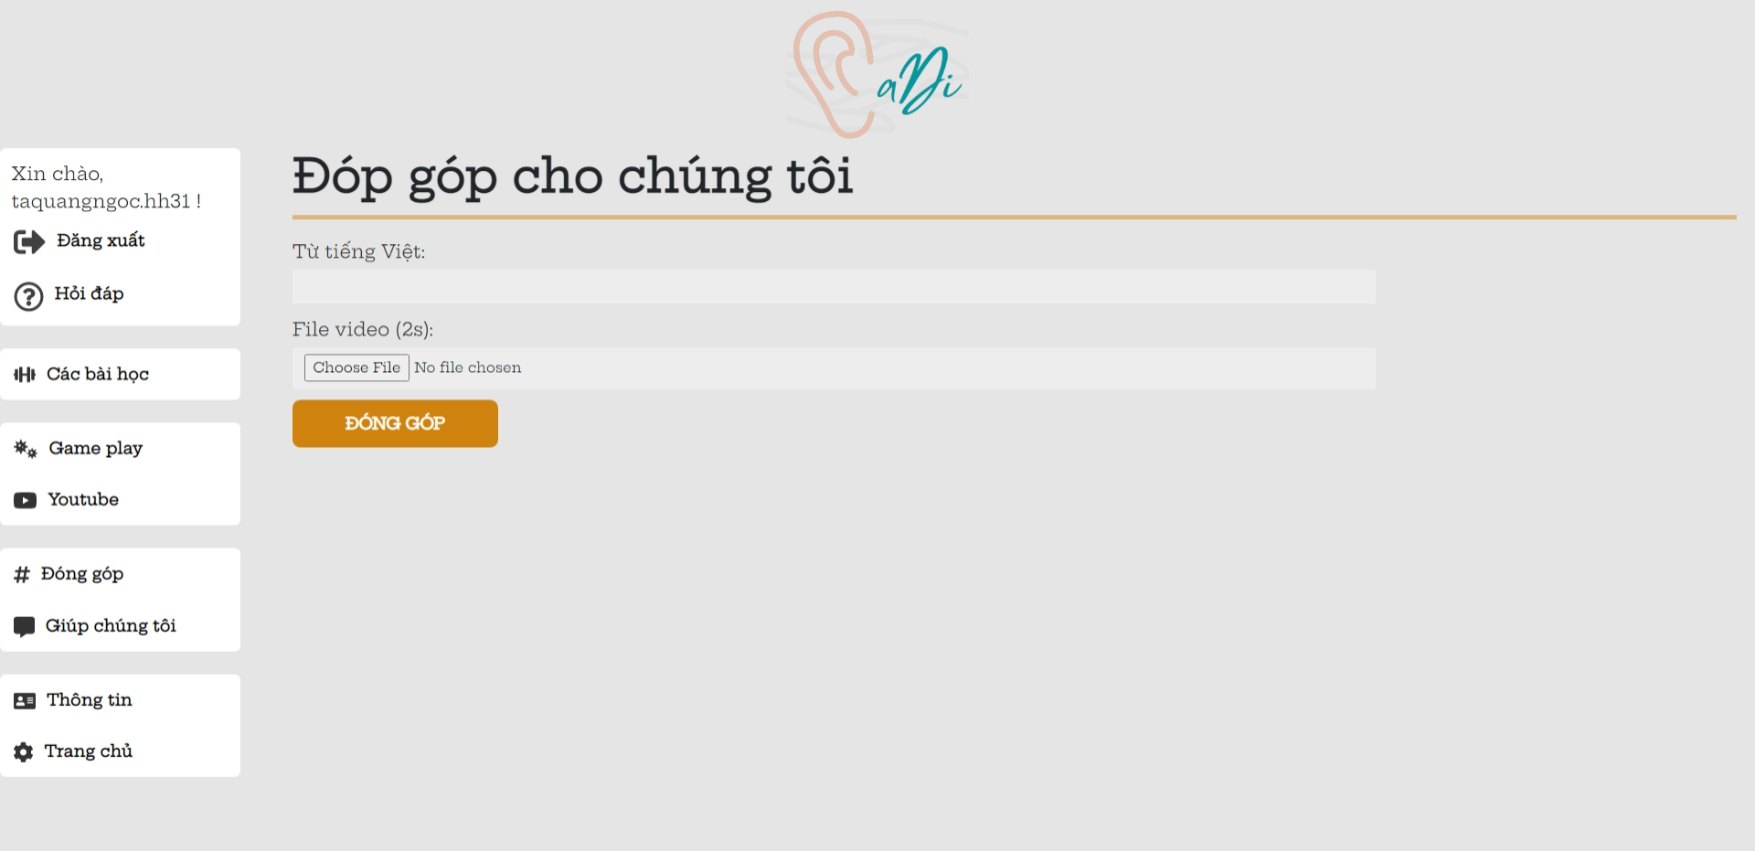 aDi
Xin chào,
taquangngoc.hh31 !
Đăng xuất
Hỏi đáp
Các bài học
Game play
Youtube
# Đóng góp
Giúp chúng tôi
Thông tin
Trang chủ
Đóp góp cho chúng tôi
Từ tiếng Việt:
File video (2s):
Choose File No file chosen
ĐÓNG GÓP